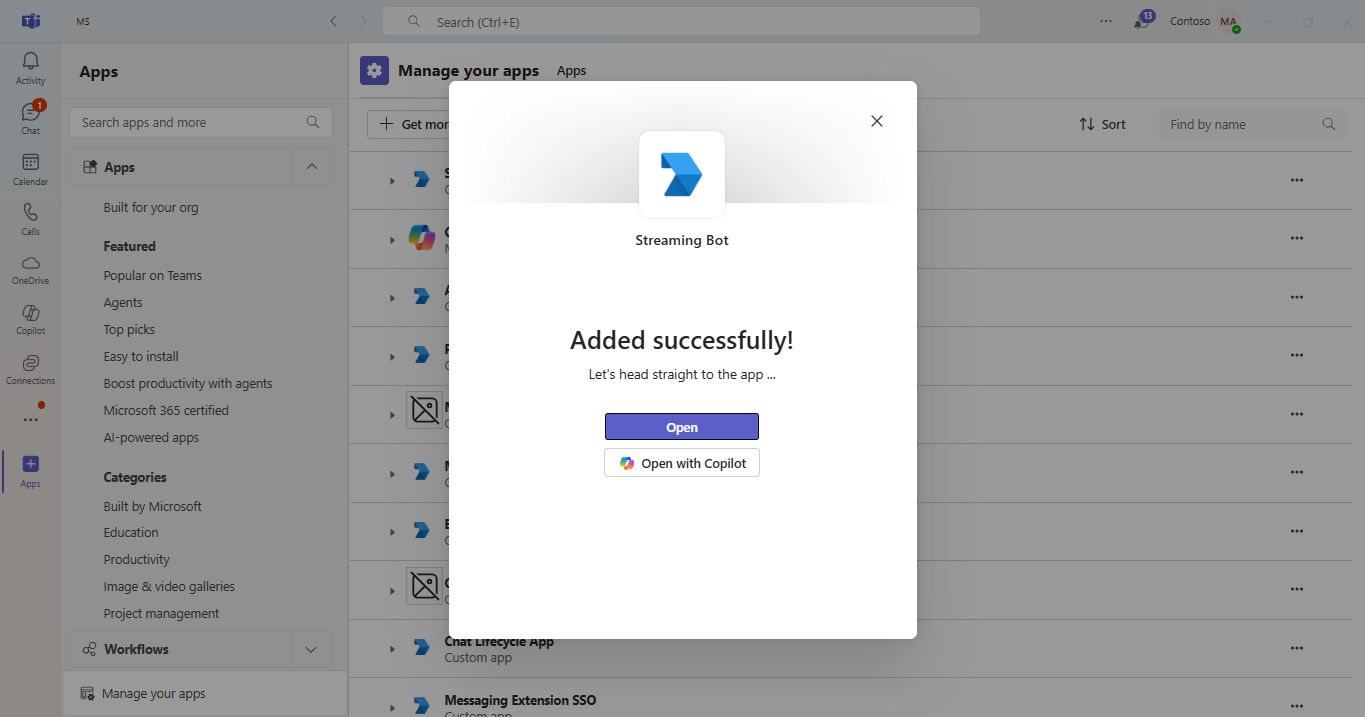 MS
Search (Ctrl+E)
13
Contoso
MA
Activity
1
Chat
Calendar
Calls
OneDrive
Copilot
Connections
Apps
Apps
Search apps and more
Apps
Built for your org
Featured
Popular on Teams
Agents
Top picks
Easy to install
Boost productivity with agents
Microsoft 365 certified
AI-powered apps
Categories
Built by Microsoft
Education
Productivity
Image & video galleries
Project management
Workflows
Manage your apps
Manage your apps
Apps
Get mor
Sort
Find by name
Streaming Bot
Added successfully!
Let's head straight to the app ...
Open
Open with Copilot
Chat Lifecycle App
Custom app
Messaging Extension SSO
Custom app